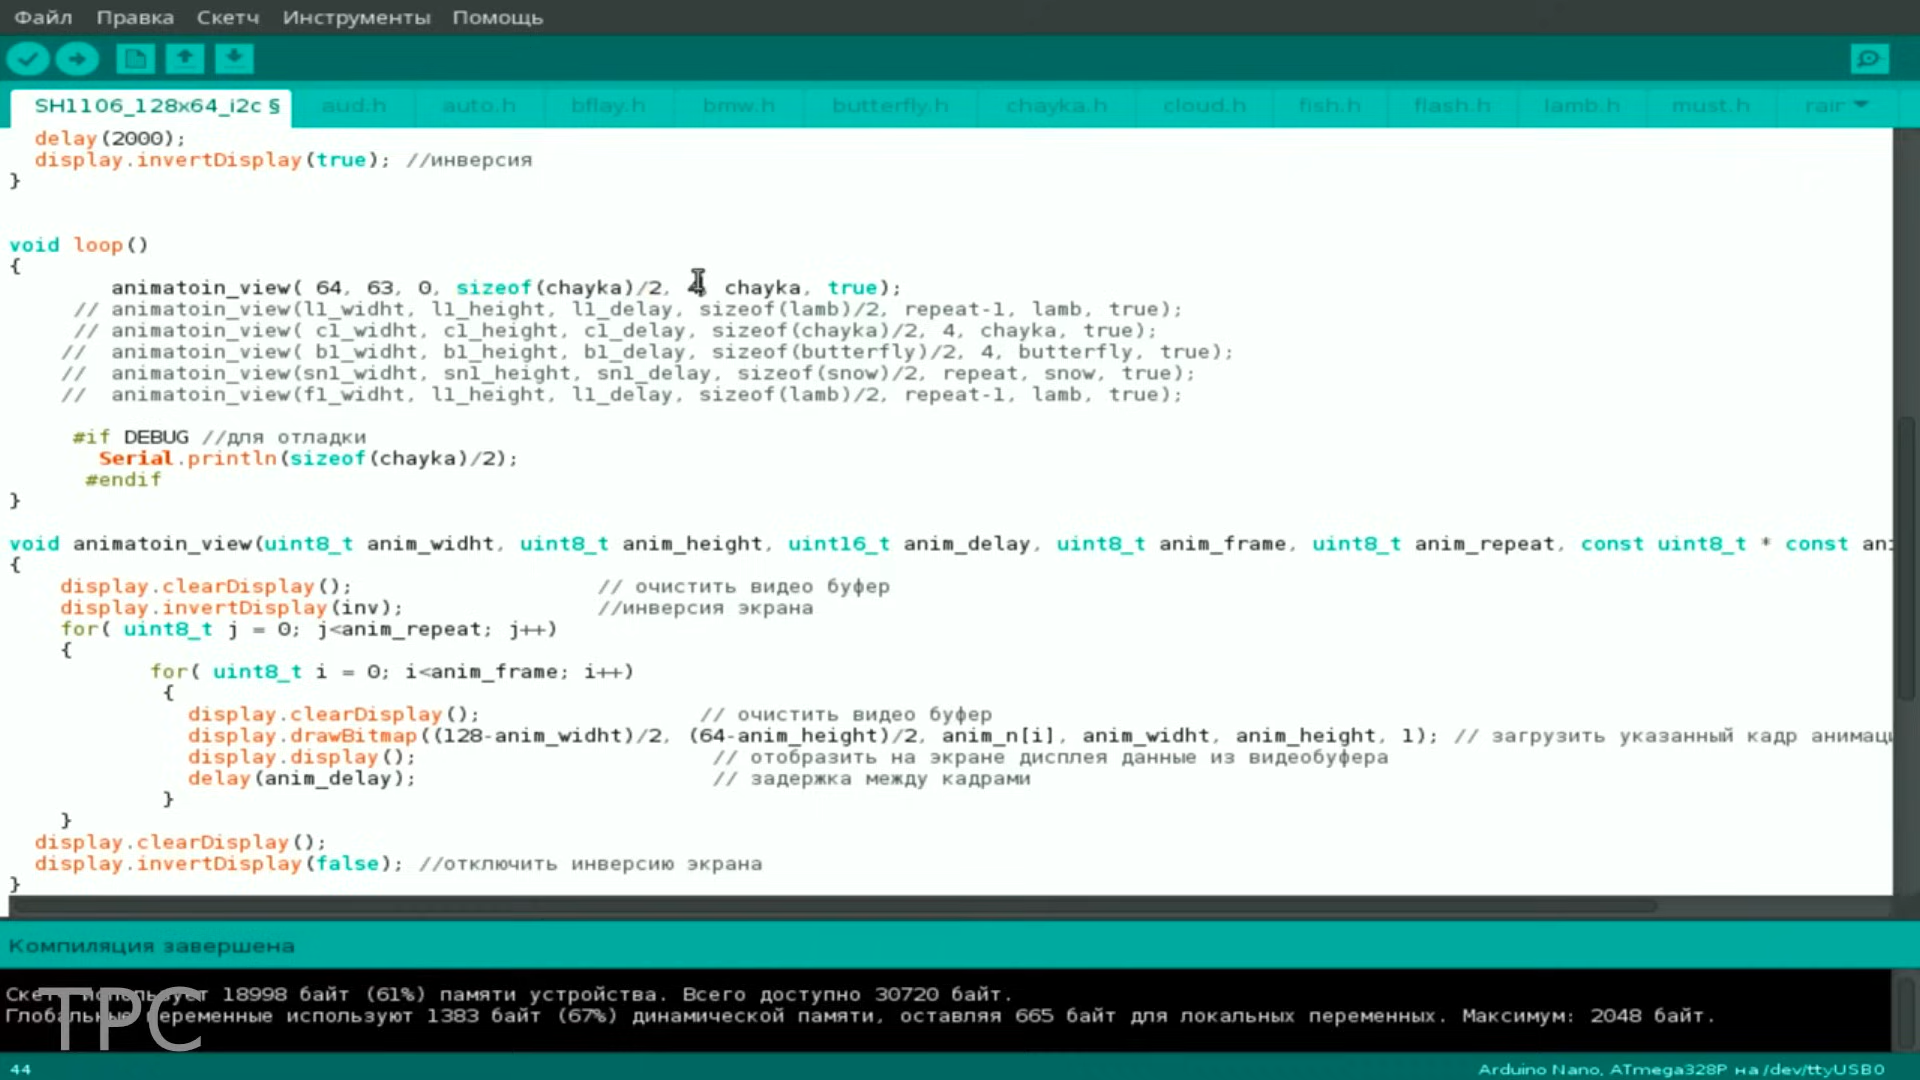 Файл Правка Скетч Инструменты Помощь
SH1106_128x64_i2c § aud.h auto.h bflay.h bmw.h butterfly.h chayka.h cloud.h fish.h flash.h lamb.h must.h rair
delay(2000);
display.invertDisplay(true); //инверсия
}
void loop()
{
animatoin_view( 64, 63, 0, sizeof(chayka)/2, chayka, true);
// animatoin_view(l1_widht, l1_height, l1_delay, sizeof(lamb)/2, repeat-1, lamb, true);
// animatoin_view( c1_widht, c1_height, c1_delay, sizeof(chayka)/2, 4, chayka, true);
// animatoin_view( b1_widht, b1_height, b1_delay, sizeof(butterfly)/2, 4, butterfly, true);
// animatoin_view(sn1_widht, sn1_height, sn1_delay, sizeof(snow)/2, repeat, snow, true);
// animatoin_view(f1_widht, l1_height, l1_delay, sizeof(lamb)/2, repeat-1, lamb, true);
#if DEBUG //для отладки
Serial.println(sizeof(chayka)/2);
#endif
}
void animatoin_view(uint8_t anim_widht, uint8_t anim_height, uint16_t anim_delay, uint8_t anim_frame, uint8_t anim_repeat, const uint8_t * const ani
{
display.clearDisplay(); // очистить видео буфер
display.invertDisplay(inv); //инверсия экрана
for( uint8_t j = 0; j<anim_repeat; j++)
{
for( uint8_t i = 0; i<anim_frame; i++)
{
display.clearDisplay(); // очистить видео буфер
display.drawBitmap((128-anim_widht)/2, (64-anim_height)/2, anim_n[i], anim_widht, anim_height, 1); // загрузить указанный кадр анимаци
display.display(); // отобразить на экране дисплея данные из видеобуфера
delay(anim_delay); // задержка между кадрами
}
}
display.clearDisplay();
display.invertDisplay(false); //отключить инверсию экрана
}
Компиляция завершена
Скетч использует 18998 байт (61%) памяти устройства. Всего доступно 30720 байт.
Глобальные переменные используют 1383 байт (67%) динамической памяти, оставляя 665 байт для локальных переменных. Максимум: 2048 байт.
TPC
44 Arduino Nano, ATmega328P на /dev/ttyUSB0